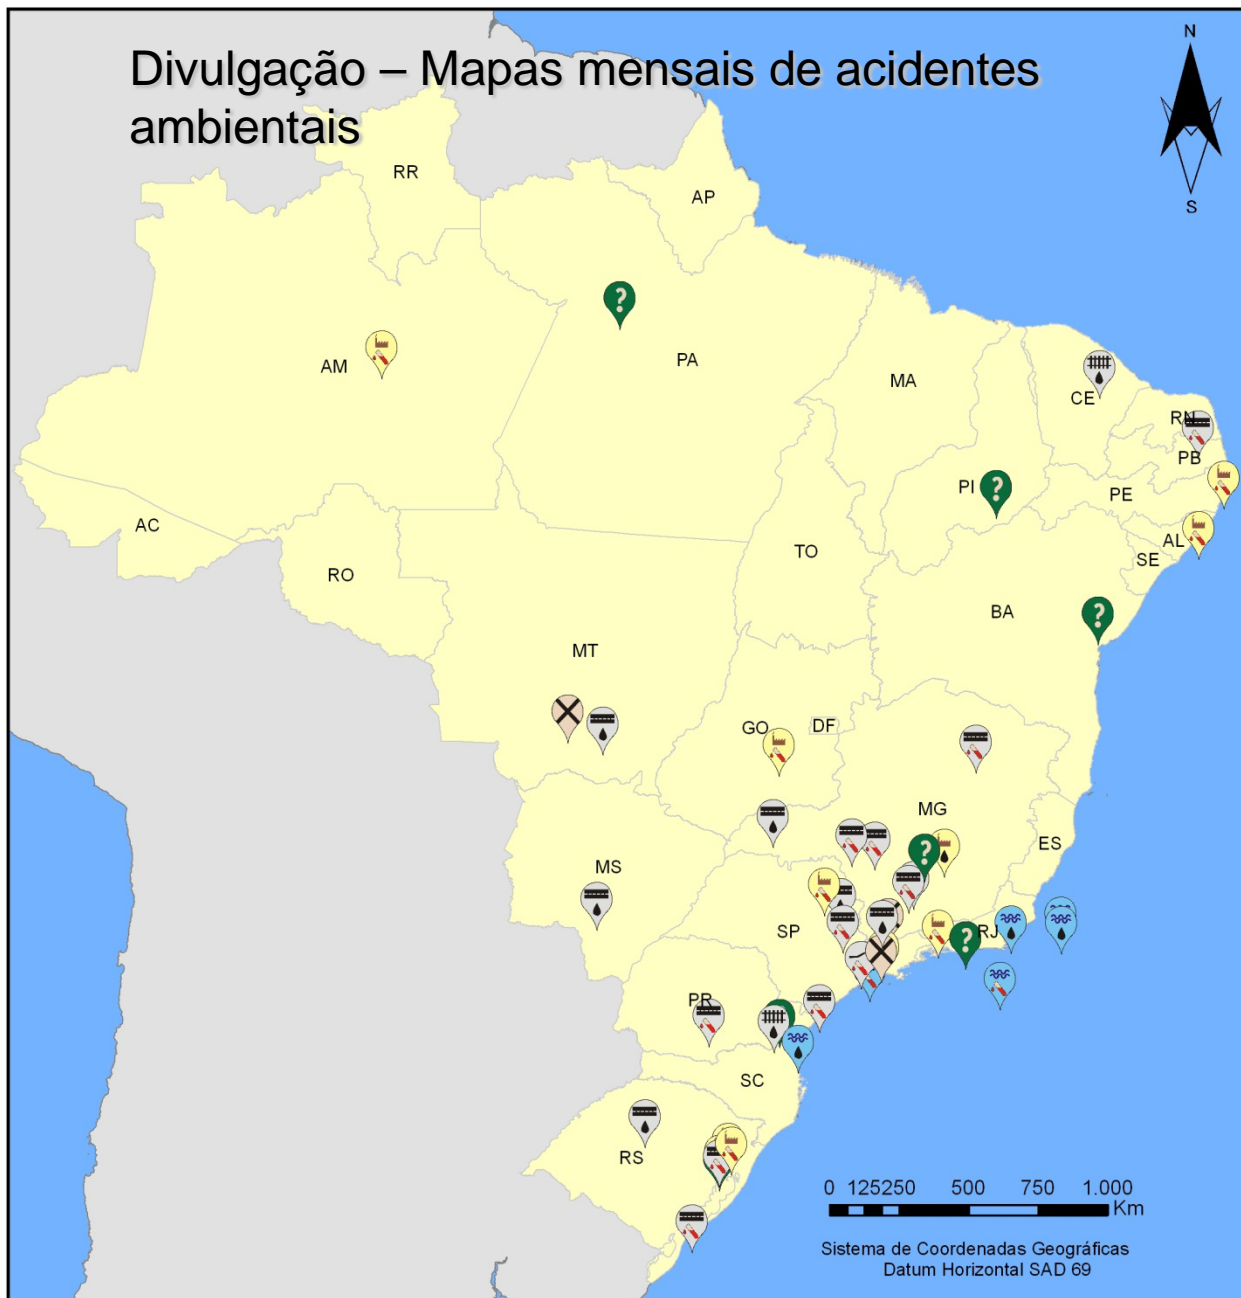 Divulgação – Mapas mensais de acidentes
ambientais
N
S
RR
AP
AM
PA
MA
CE
RN
PB
PI
PE
AC
AL
TO
SE
RO
BA
MT
GO
DF
MG
ES
MS
SP
RJ
PR
SC
RS
0 125250 500 750 1.000
Km
Sistema de Coordenadas Geográficas
Datum Horizontal SAD 69